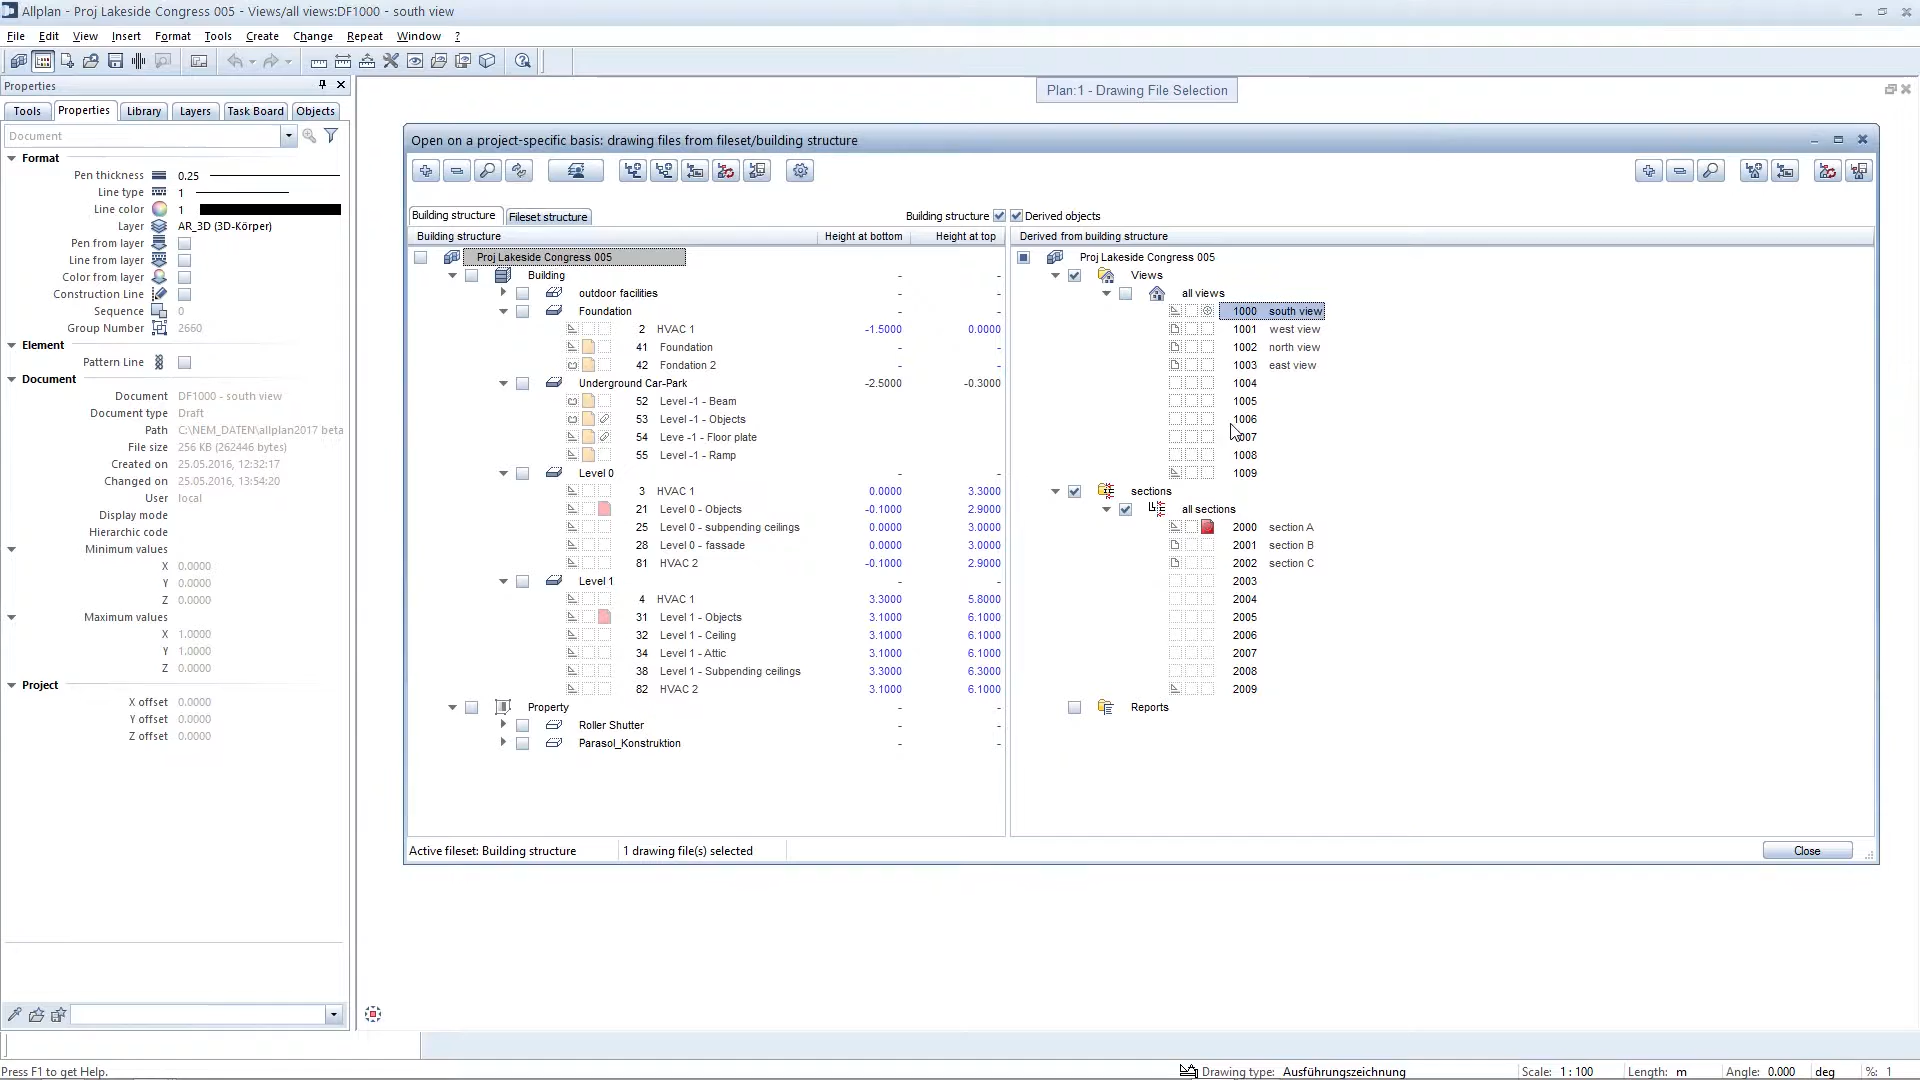 Allplan - Proj Lakeside Congress 005 - Views/all views:DF1000 - south view
File Edit View Insert Format Tools Create Change Repeat Window ?
Properties
Plan:1 - Drawing File Selection
Tools Properties Library Layers Task Board Objects
Document
Format
Pen thickness 0.25
Line type 1
Line color 1
Layer AR_3D (3D-Körper)
Pen from layer
Line from layer
Color from layer
Construction Line
Sequence 0
Group Number 2660
Element
Pattern Line
Document
Document DF1000 - south view
Document type Draft
Path C:\NEM_DATEN\allplan2017 beta
File size 256 KB (262446 bytes)
Created on 25.05.2016, 12:32:17
Changed on 25.05.2016, 13:54:20
User local
Display mode
Hierarchic code
Minimum values
X 0.0000
Y 0.0000
Z 0.0000
Maximum values
X 1.0000
Y 1.0000
Z 0.0000
Project
X offset 0.0000
Y offset 0.0000
Z offset 0.0000
Open on a project-specific basis: drawing files from fileset/building structure
Building structure Fileset structure Building structure Derived objects
Building structure Height at bottom Height at top
Proj Lakeside Congress 005
Building - -
outdoor facilities - -
Foundation - -
2 HVAC 1 -1.5000 0.0000
41 Foundation - -
42 Fondation 2 - -
Underground Car-Park -2.5000 -0.3000
52 Level -1 - Beam
53 Level -1 - Objects
54 Leve -1 - Floor plate
55 Level -1 - Ramp
Level 0 - -
3 HVAC 1 0.0000 3.3000
21 Level 0 - Objects -0.1000 2.9000
25 Level 0 - subpending ceilings 0.0000 3.0000
28 Level 0 - fassade 0.0000 3.0000
81 HVAC 2 -0.1000 2.9000
Level 1 - -
4 HVAC 1 3.3000 5.8000
31 Level 1 - Objects 3.1000 6.1000
32 Level 1 - Ceiling 3.1000 6.1000
34 Level 1 - Attic 3.1000 6.1000
38 Level 1 - Subpending ceilings 3.3000 6.3000
82 HVAC 2 3.1000 6.1000
Property - -
Roller Shutter - -
Parasol_Konstruktion - -
Derived from building structure
Proj Lakeside Congress 005
Views
all views
1000 south view
1001 west view
1002 north view
1003 east view
1004
1005
1006
1008
1009
sections
all sections
2000 section A
2001 section B
2002 section C
2003
2004
2005
2006
2007
2008
2009
Reports
Active fileset: Building structure 1 drawing file(s) selected Close
Press F1 to get Help. Drawing type: Ausführungszeichnung Scale: 1 : 100 Length: m Angle: 0.000 deg %: 1